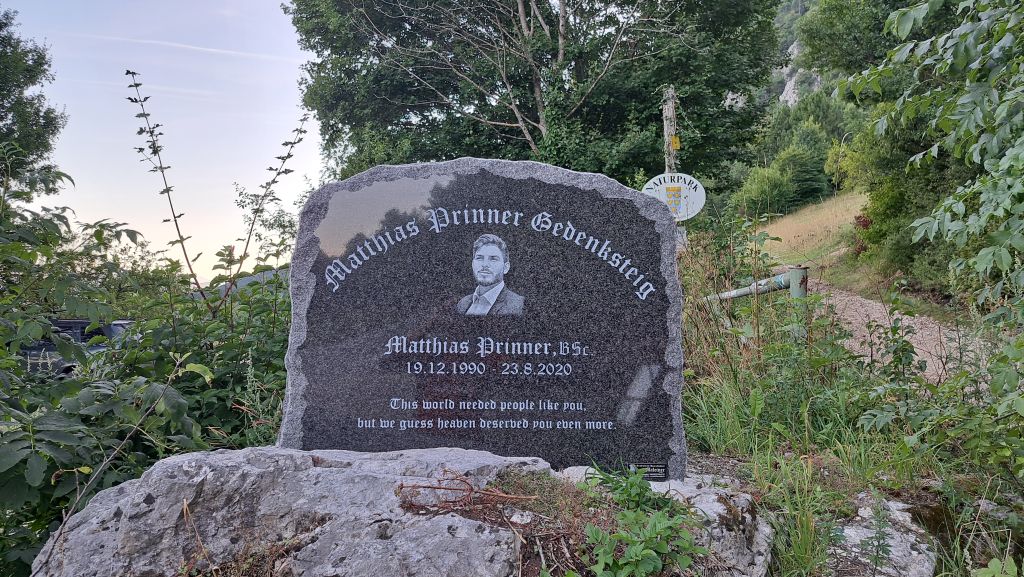 NATURPARK
Matthias Prinner Gedenksteig
Matthias Prinner, BSc.
19.12.1990 - 23.8.2020
This world needed people like you,
but we guess heaven deserved you even more.